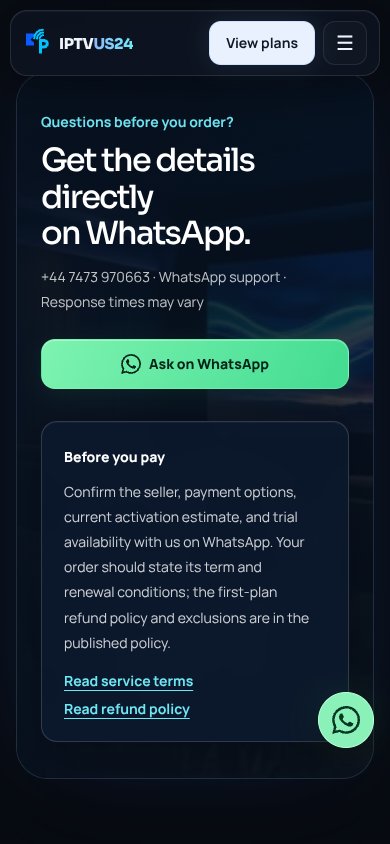 IPTVUS24
View plans
Questions before you order?
Get the details
directly
on WhatsApp.
+44 7473 970663 · WhatsApp support ·
Response times may vary
Ask on WhatsApp
Before you pay
Confirm the seller, payment options,
current activation estimate, and trial
availability with us on WhatsApp. Your
order should state its term and
renewal conditions; the first-plan
refund policy and exclusions are in the
published policy.
Read service terms
Read refund policy